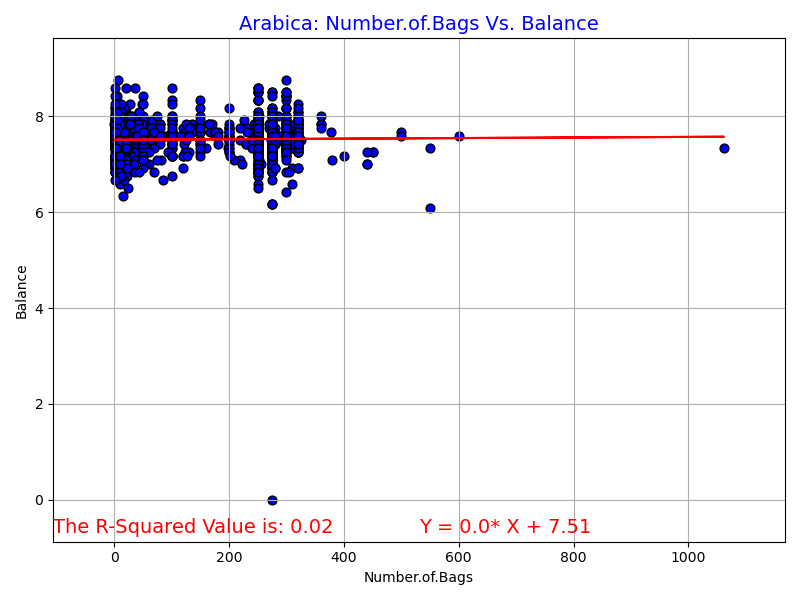 Arabica: Number.of.Bags Vs. Balance
Balance
8
6
4
2
0
The R-Squared Value is: 0.02
Y = 0.0* X + 7.51
0 200 400 600 800 1000
Number.of.Bags